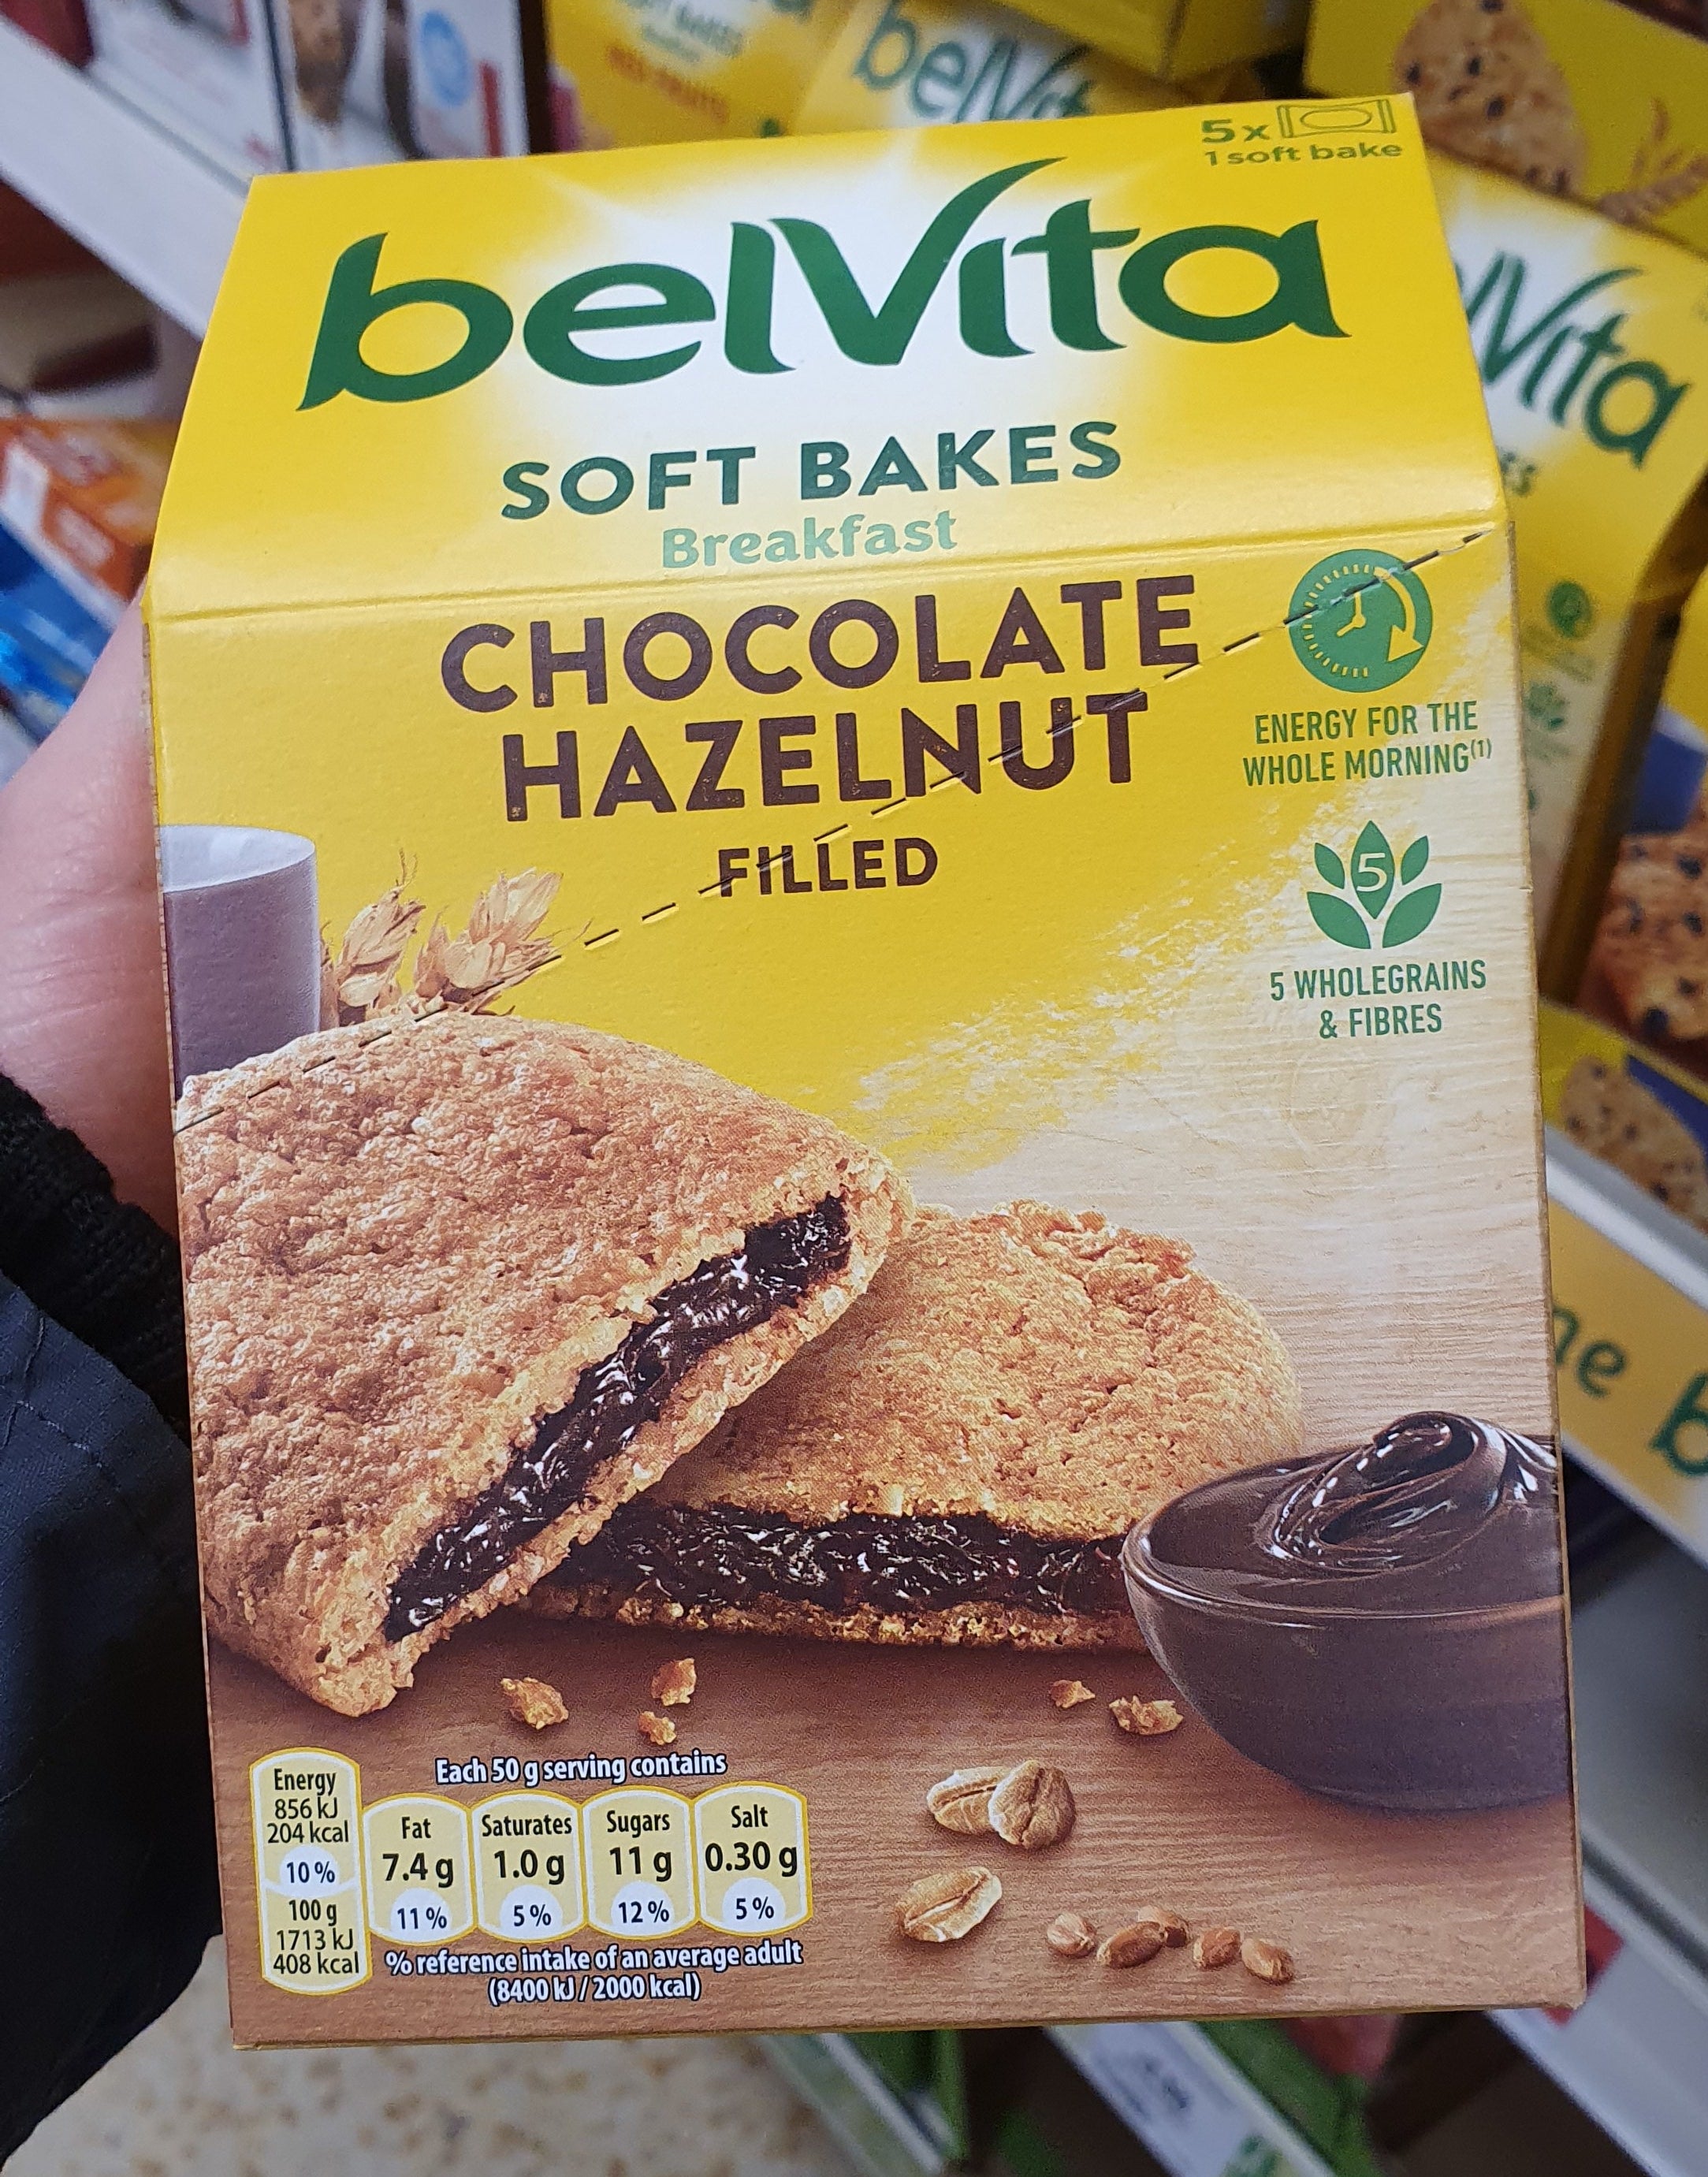 belVita
5x
1 soft bake
belVita
SOFT BAKES
Breakfast
CHOCOLATE
HAZELNUT
FILLED
ENERGY FOR THE
WHOLE MORNING(1)
5
5 WHOLEGRAINS
& FIBRES
Each 50 g serving contains
Energy
856 kJ
204 kcal
10%
100 g
1713 kJ
408 kcal
Fat
7.4 g
11%
Saturates
1.0 g
5%
Sugars
11 g
12%
Salt
0.30 g
5%
% reference intake of an average adult
(8400 kJ / 2000 kcal)